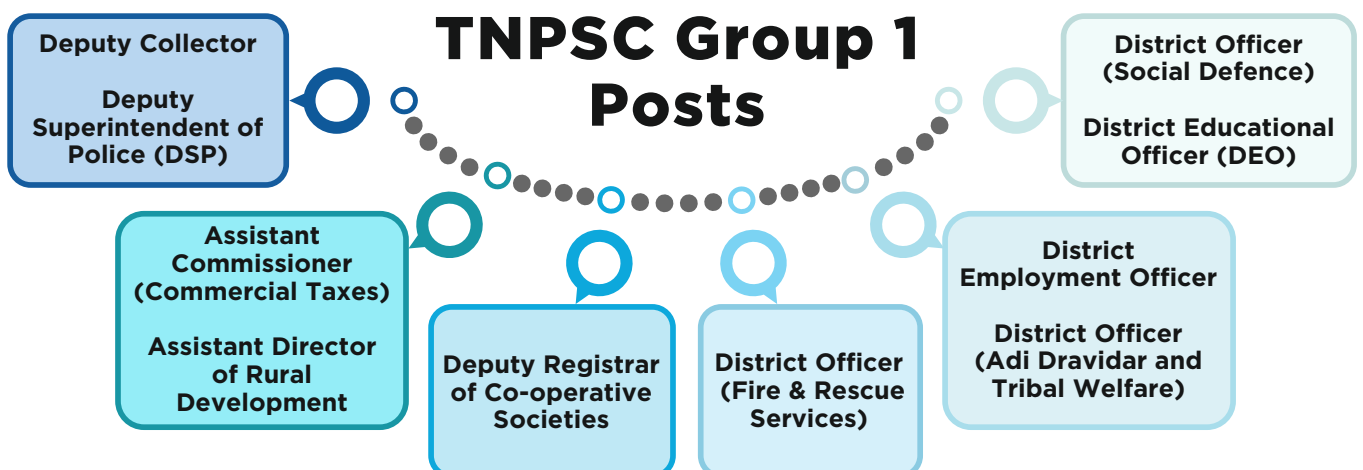 TNPSC Group 1
Posts
Deputy Collector
Deputy
Superintendent of
Police (DSP)
Assistant
Commissioner
(Commercial Taxes)
Assistant Director
of Rural
Development
Deputy Registrar
of Co-operative
Societies
District Officer
(Fire & Rescue
Services)
District
Employment Officer
District Officer
(Adi Dravidar and
Tribal Welfare)
District Officer
(Social Defence)
District Educational
Officer (DEO)